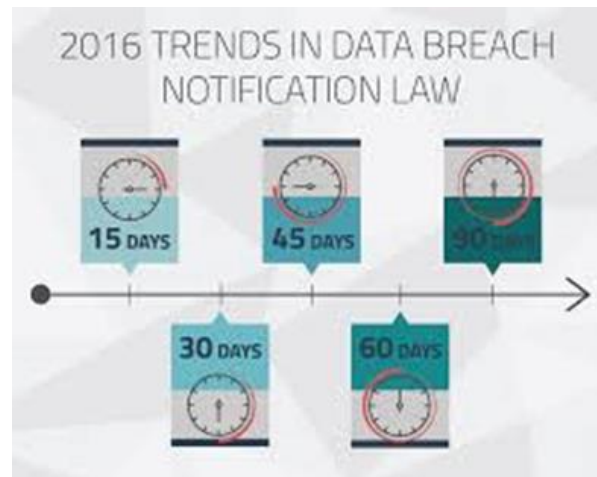 2016 TRENDS IN DATA BREACH
NOTIFICATION LAW
15 DAYS
30 DAYS
45 DAYS
60 DAYS
90 DAYS